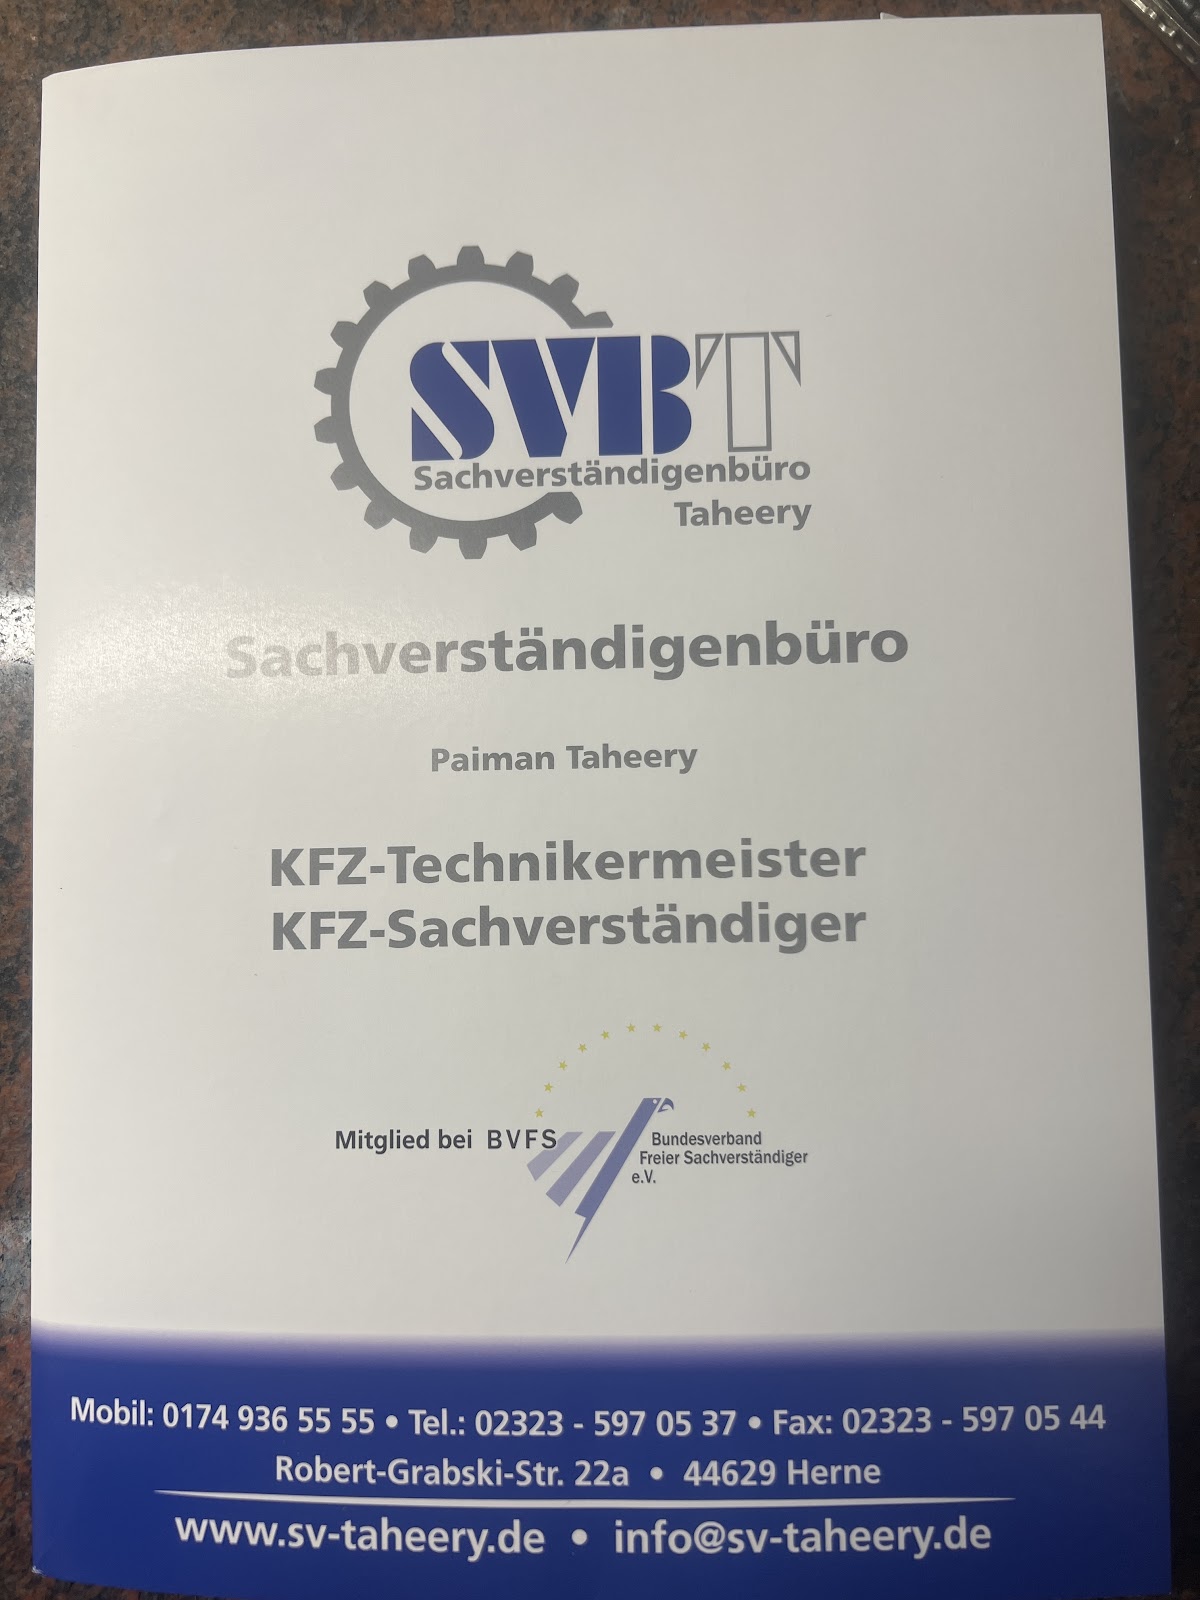 SVBT
Sachverständigenbüro
Taheery
Sachverständigenbüro
Paiman Taheery
KFZ-Technikermeister
KFZ-Sachverständiger
Mitglied bei BVFS
Bundesverband
Freier Sachverständiger
e.V.
Mobil: 0174 936 55 55 • Tel.: 02323 - 597 05 37 • Fax: 02323 - 597 05 44
Robert-Grabski-Str. 22a • 44629 Herne
www.sv-taheery.de • info@sv-taheery.de